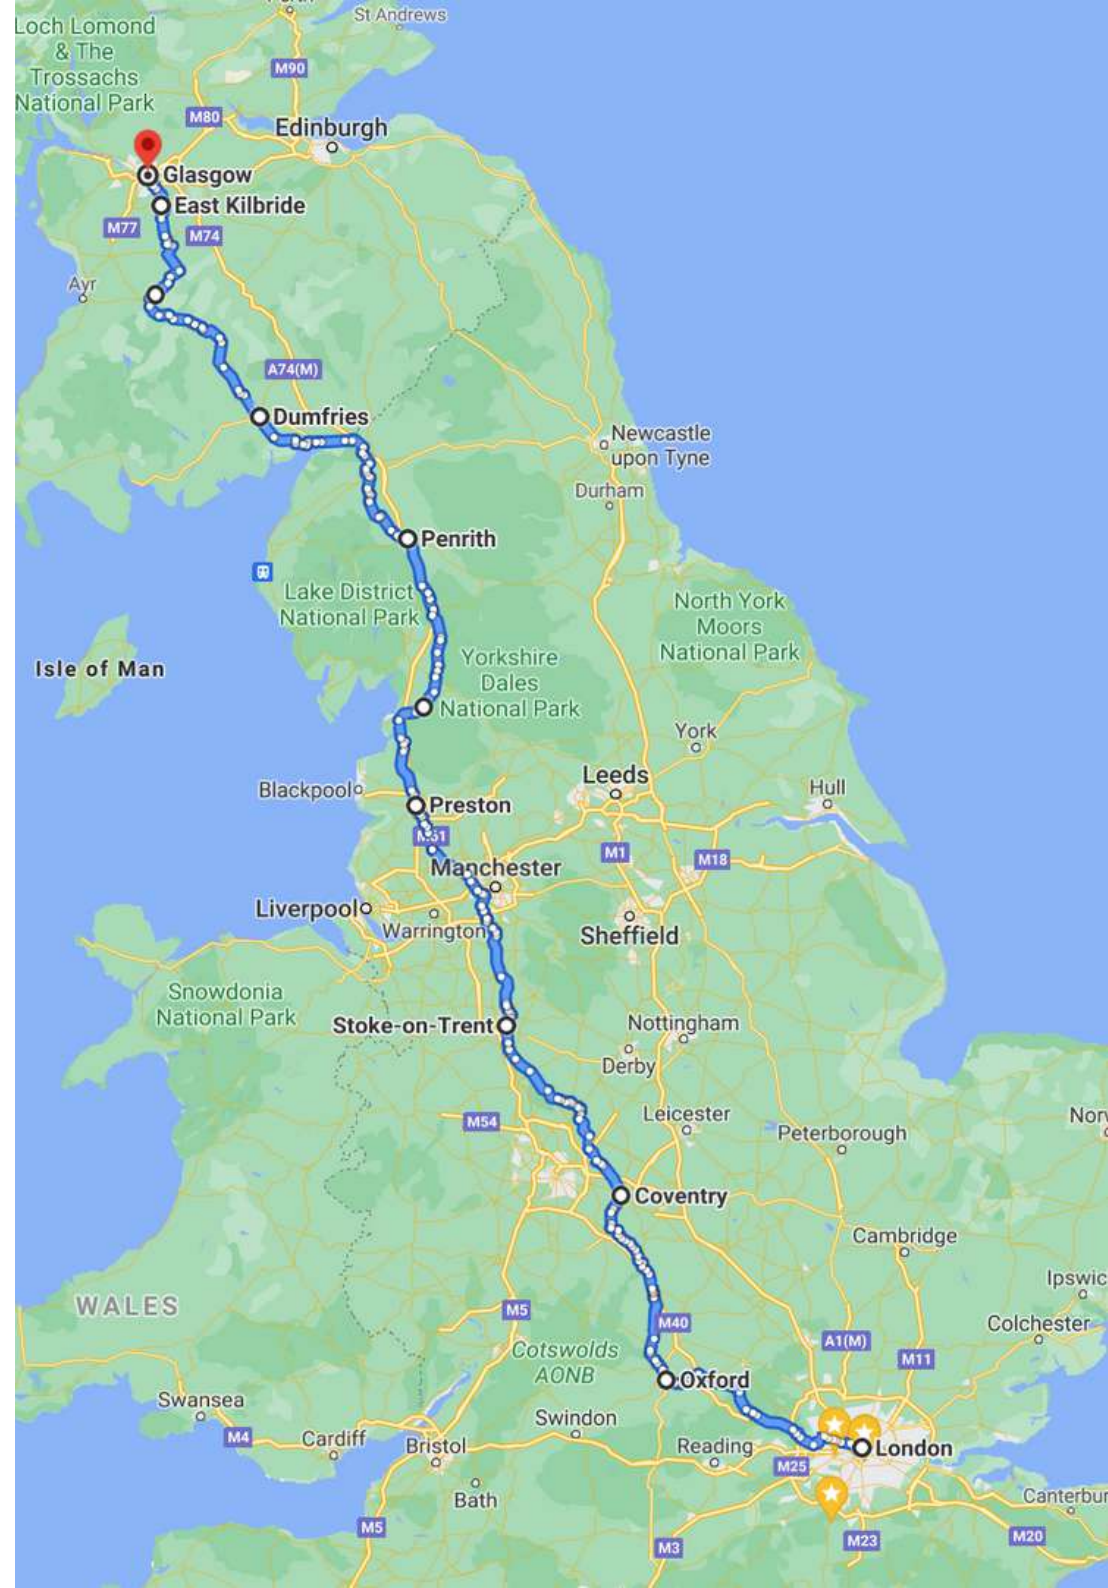 St Andrews
Loch Lomond
& The
Trossachs
National Park
M90
M80
Edinburgh
Glasgow
East Kilbride
M77
M74
Ayr
A74(M)
Dumfries
Newcastle
upon Tyne
Durham
Penrith
Lake District
National Park
North York
Moors
National Park
Isle of Man
Yorkshire
Dales
National Park
York
Leeds
Blackpool
Hull
Preston
M61
M1
M18
Manchester
Liverpool
Warrington
Sheffield
Snowdonia
National Park
Stoke-on-Trent
Nottingham
Derby
M54
Leicester
Nor
Peterborough
Coventry
Cambridge
Ipswic
WALES
M5
M40
Colchester
A1(M)
Cotswolds
AONB
M11
Oxford
Swansea
Swindon
M4
Cardiff
Bristol
Reading
London
M25
Bath
Canterbur
M5
M3
M23
M20